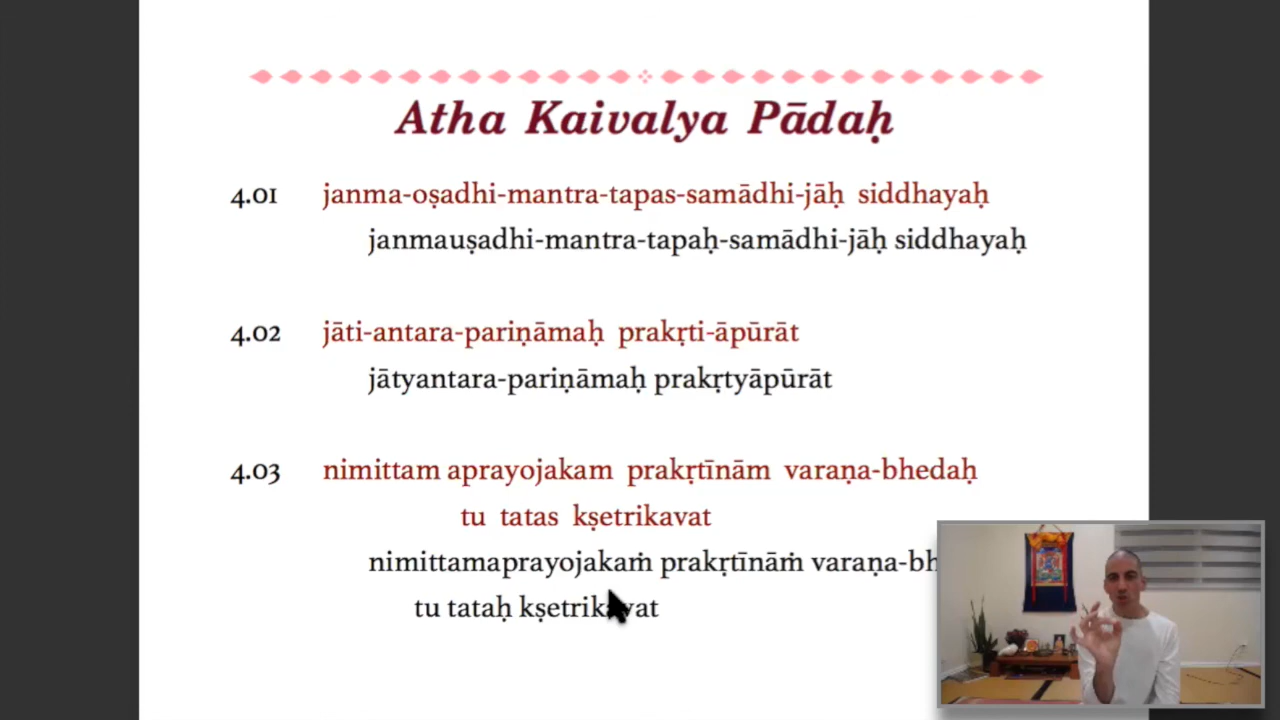 Atha Kaivalya Pādaḥ
4.01 janma-oṣadhi-mantra-tapas-samādhi-jāḥ siddhayaḥ
janmauṣadhi-mantra-tapaḥ-samādhi-jāḥ siddhayaḥ
4.02 jāti-antara-pariṇāmaḥ prakṛti-āpūrāt
jātyantara-pariṇāmaḥ prakṛtyāpūrāt
4.03 nimittam aprayojakam prakṛtīnām varaṇa-bhedaḥ
tu tatas kṣetrikavat
nimittamaprayojakaṁ prakṛtīnāṁ varaṇa-bh
tu tataḥ kṣetrikavat